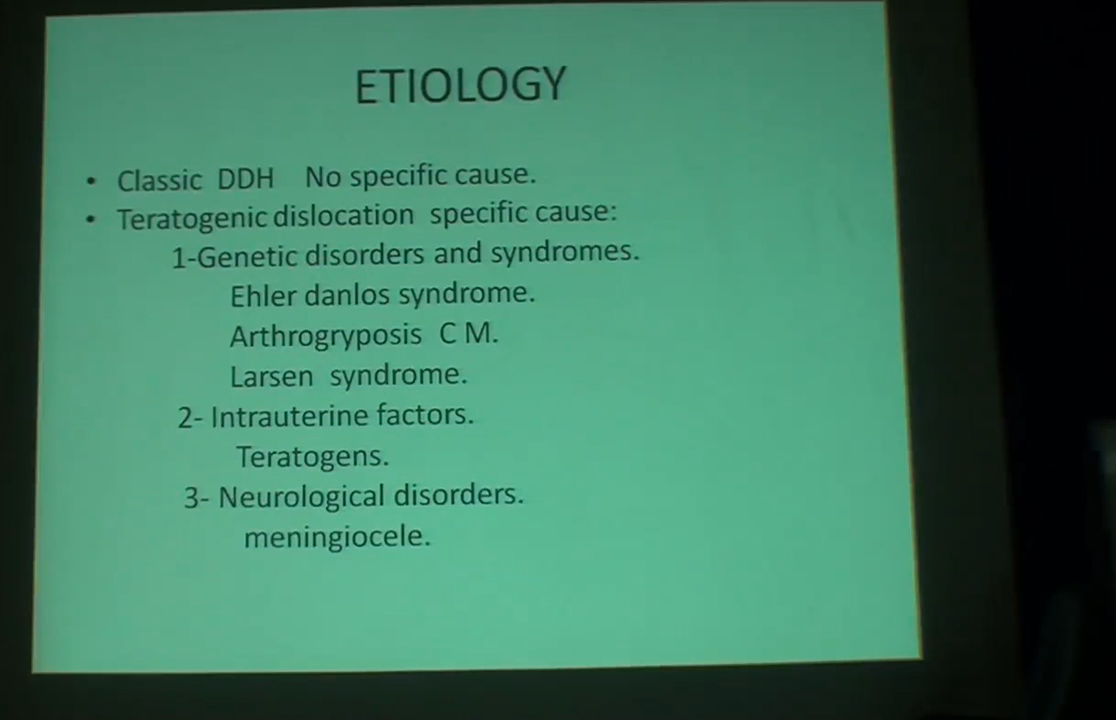 ETIOLOGY
• Classic DDH No specific cause.
• Teratogenic dislocation specific cause:
1-Genetic disorders and syndromes.
Ehler danlos syndrome.
Arthrogryposis C M.
Larsen syndrome.
2- Intrauterine factors.
Teratogens.
3- Neurological disorders.
meningiocele.